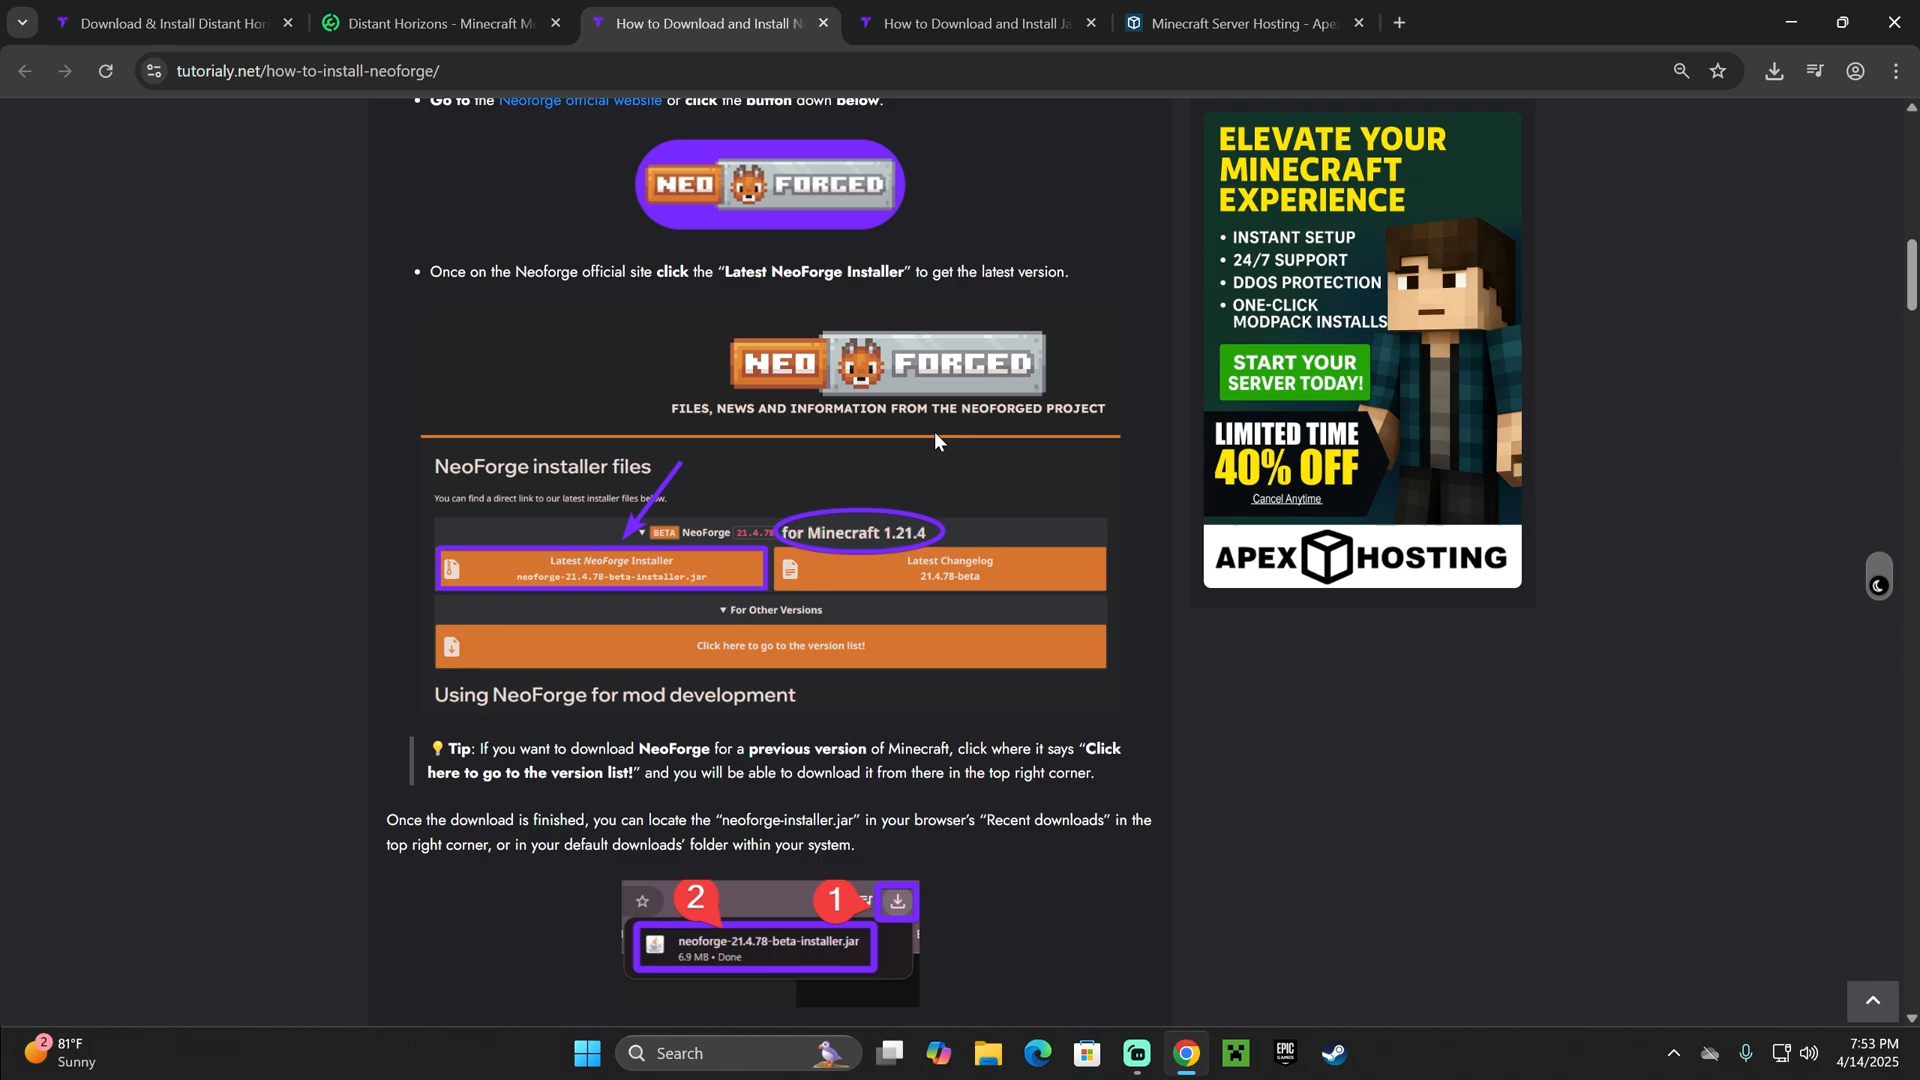 Download & Install Distant Hor
Distant Horizons - Minecraft Mo
How to Download and Install N
How to Download and Install Ja
Minecraft Server Hosting - Ape
tutorialy.net/how-to-install-neoforge/
• Go to the Neoforge official website or click the button down below.
NEO FORGED
• Once on the Neoforge official site click the “Latest NeoForge Installer” to get the latest version.
NEO FORGED
FILES, NEWS AND INFORMATION FROM THE NEOFORGED PROJECT
NeoForge installer files
You can find a direct link to our latest installer files below.
▼ BETA NeoForge 21.4.78 for Minecraft 1.21.4
Latest NeoForge Installer
neoforge-21.4.78-beta-installer.jar
Latest Changelog
21.4.78-beta
▼ For Other Versions
Click here to go to the version list!
Using NeoForge for mod development
💡 Tip: If you want to download NeoForge for a previous version of Minecraft, click where it says “Click
here to go to the version list!” and you will be able to download it from there in the top right corner.
Once the download is finished, you can locate the “neoforge-installer.jar” in your browser’s “Recent downloads” in the
top right corner, or in your default downloads’ folder within your system.
2
1
neoforge-21.4.78-beta-installer.jar
6.9 MB • Done
ELEVATE YOUR
MINECRAFT
EXPERIENCE
• INSTANT SETUP
• 24/7 SUPPORT
• DDOS PROTECTION
• ONE-CLICK
MODPACK INSTALLS
START YOUR
SERVER TODAY!
LIMITED TIME
40% OFF
Cancel Anytime
APEX HOSTING
2
81°F
Sunny
Search
EPIC
GAMES
7:53 PM
4/14/2025